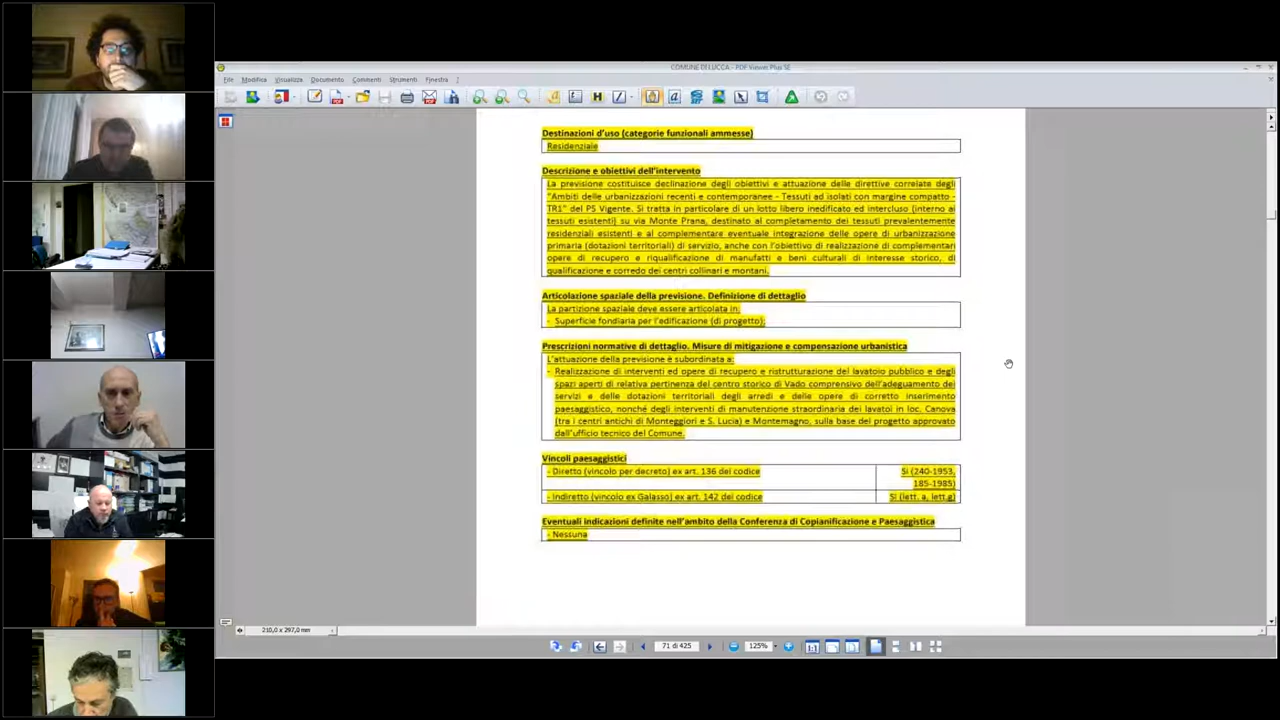 COMUNE DI LUCCA - PDF Viewer Plus SE
File Modifica Visualizza Documento Commenti Strumenti Finestra ?
Destinazioni d'uso (categorie funzionali ammesse)
Residenziale
Descrizione e obiettivi dell'intervento
La previsione costituisce declinazione degli obiettivi e attuazione delle direttive correlate degli
"Ambiti delle urbanizzazioni recenti e contemporanee - Tessuti ad isolati con margine compatto -
TR1" del PS Vigente. Si tratta in particolare di un lotto libero inedificato ed intercluso (interno ai
tessuti esistenti) su via Monte Prana, destinato al completamento dei tessuti prevalentemente
residenziali esistenti e al complementare eventuale integrazione delle opere di urbanizzazione
primaria (dotazioni territoriali) di servizio, anche con l'obiettivo di realizzazione di complementari
opere di recupero e riqualificazione di manufatti e beni culturali di interesse storico, di
qualificazione e corredo dei centri collinari e montani.
Articolazione spaziale della previsione. Definizione di dettaglio
La partizione spaziale deve essere articolata in:
- Superficie fondiaria per l'edificazione (di progetto);
Prescrizioni normative di dettaglio. Misure di mitigazione e compensazione urbanistica
L'attuazione della previsione è subordinata a:
- Realizzazione di interventi ed opere di recupero e ristrutturazione del lavatoio pubblico e degli
spazi aperti di relativa pertinenza del centro storico di Vado comprensivo dell'adeguamento dei
servizi e delle dotazioni territoriali degli arredi e delle opere di corretto inserimento
paesaggistico, nonché degli interventi di manutenzione straordinaria dei lavatoi in loc. Canova
(tra i centri antichi di Monteggiori e S. Lucia) e Montemagno, sulla base del progetto approvato
dall'ufficio tecnico del Comune.
Vincoli paesaggistici
- Diretto (vincolo per decreto) ex art. 136 del codice Si (240-1953,
185-1985)
- Indiretto (vincolo ex Galasso) ex art. 142 del codice Si (lett. a, lett.g)
Eventuali indicazioni definite nell'ambito della Conferenza di Copianificazione e Paesaggistica
- Nessuna
210,0 x 297,0 mm
71 di 425
125%